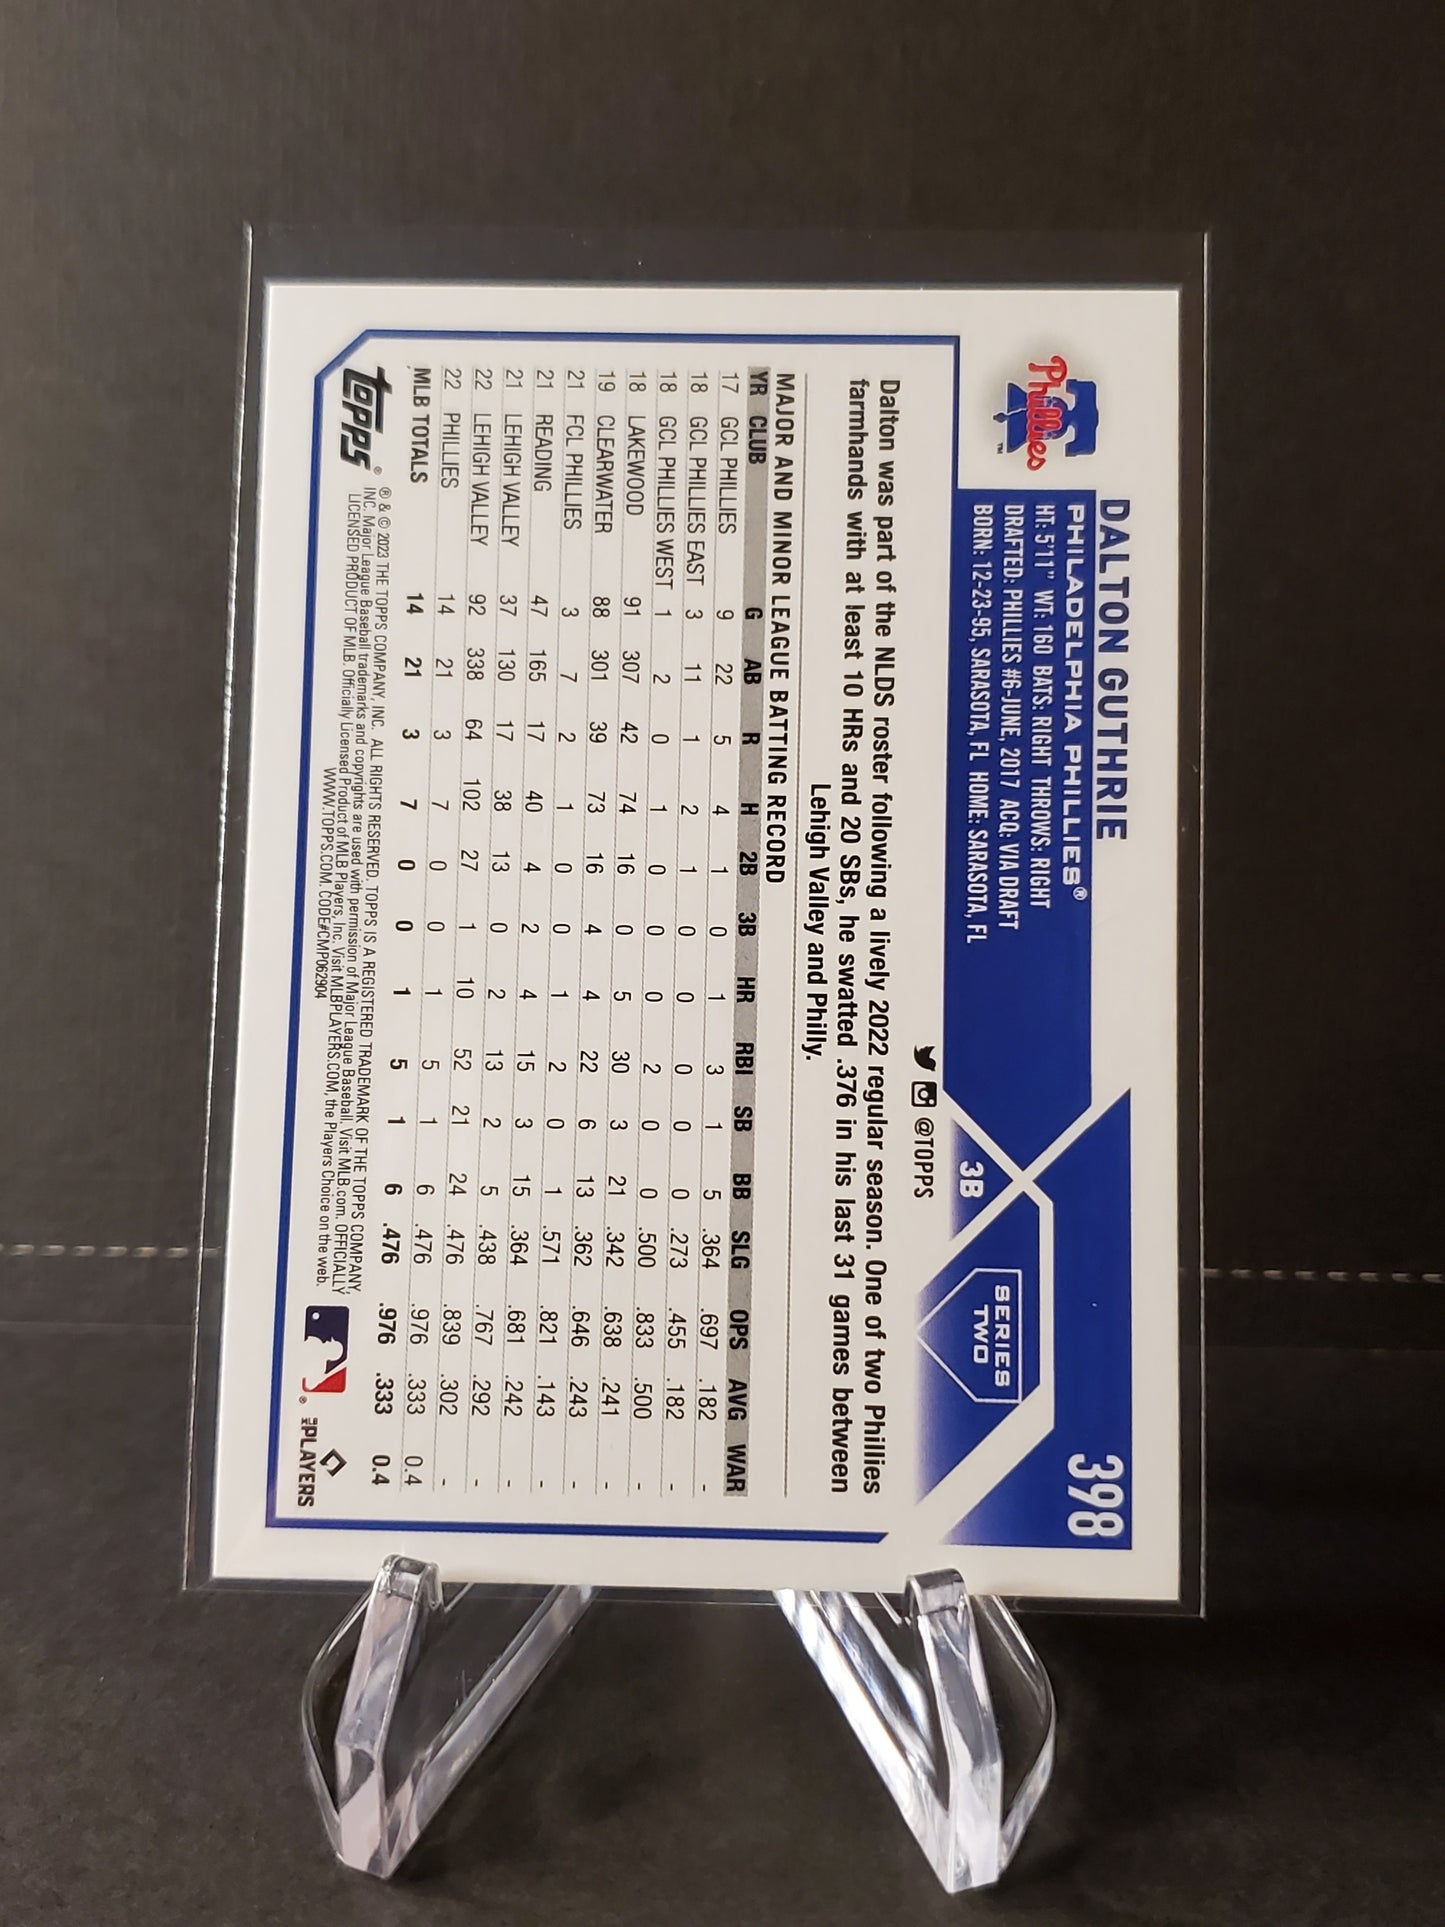 Phillies™
DALTON GUTHRIE
398
PHILADELPHIA PHILLIES®
HT: 5'11" WT: 160 BATS: RIGHT THROWS: RIGHT
DRAFTED: PHILLIES #6-JUNE, 2017 ACQ: VIA DRAFT
BORN: 12-23-95, SARASOTA, FL HOME: SARASOTA, FL
SERIES
TWO
3B
@TOPPS
Dalton was part of the NLDS roster following a lively 2022 regular season. One of two Phillies
farmhands with at least 10 HRs and 20 SBs, he swatted .376 in his last 31 games between
Lehigh Valley and Philly.
MAJOR AND MINOR LEAGUE BATTING RECORD
YR CLUB G AB R H 2B 3B HR RBI SB BB SLG OPS AVG WAR
17 GCL PHILLIES 9 22 5 4 1 0 1 3 1 5 .364 .697 .182 -
18 GCL PHILLIES EAST 3 11 1 2 1 0 0 0 0 0 .273 .455 .182 -
18 GCL PHILLIES WEST 1 2 0 1 0 0 0 2 0 0 .500 .833 .500 -
18 LAKEWOOD 91 307 42 74 16 0 5 30 3 21 .342 .638 .241 -
19 CLEARWATER 88 301 39 73 16 4 4 22 6 13 .362 .646 .243 -
21 FCL PHILLIES 3 7 2 1 0 0 1 2 0 1 .571 .821 .143 -
21 READING 47 165 17 40 4 2 4 15 3 15 .364 .681 .242 -
21 LEHIGH VALLEY 37 130 17 38 13 0 2 13 2 5 .438 .767 .292 -
22 LEHIGH VALLEY 92 338 64 102 27 1 10 52 21 24 .476 .839 .302 -
22 PHILLIES 14 21 3 7 0 0 1 5 1 6 .476 .976 .333 0.4
MLB TOTALS 14 21 3 7 0 0 1 5 1 6 .476 .976 .333 0.4
topps®
® & © 2023 THE TOPPS COMPANY, INC. ALL RIGHTS RESERVED. TOPPS IS A REGISTERED TRADEMARK OF THE TOPPS COMPANY,
INC. Major League Baseball trademarks and copyrights are used with permission of Major League Baseball. Visit MLB.com. OFFICIALLY
LICENSED PRODUCT OF MLB. Officially Licensed Product of MLB Players, Inc. Visit MLBPLAYERS.COM, the Players Choice on the web.
WWW.TOPPS.COM. CODE#CMP062904
®
MLB PLAYERS